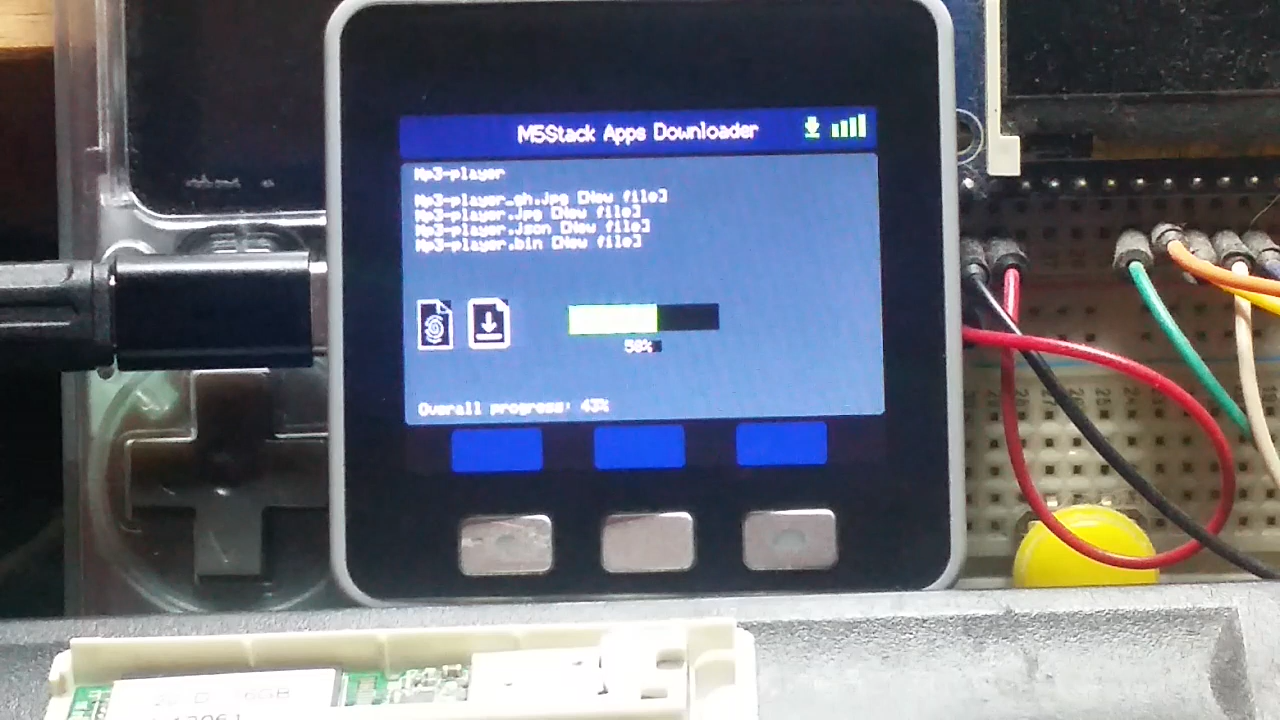 M5Stack Apps Downloader
Mp3-player
Mp3-player_gh.jpg [New file]
Mp3-player.jpg [New file]
Mp3-player.json [New file]
Mp3-player.bin [New file]
Overall progress: 43%